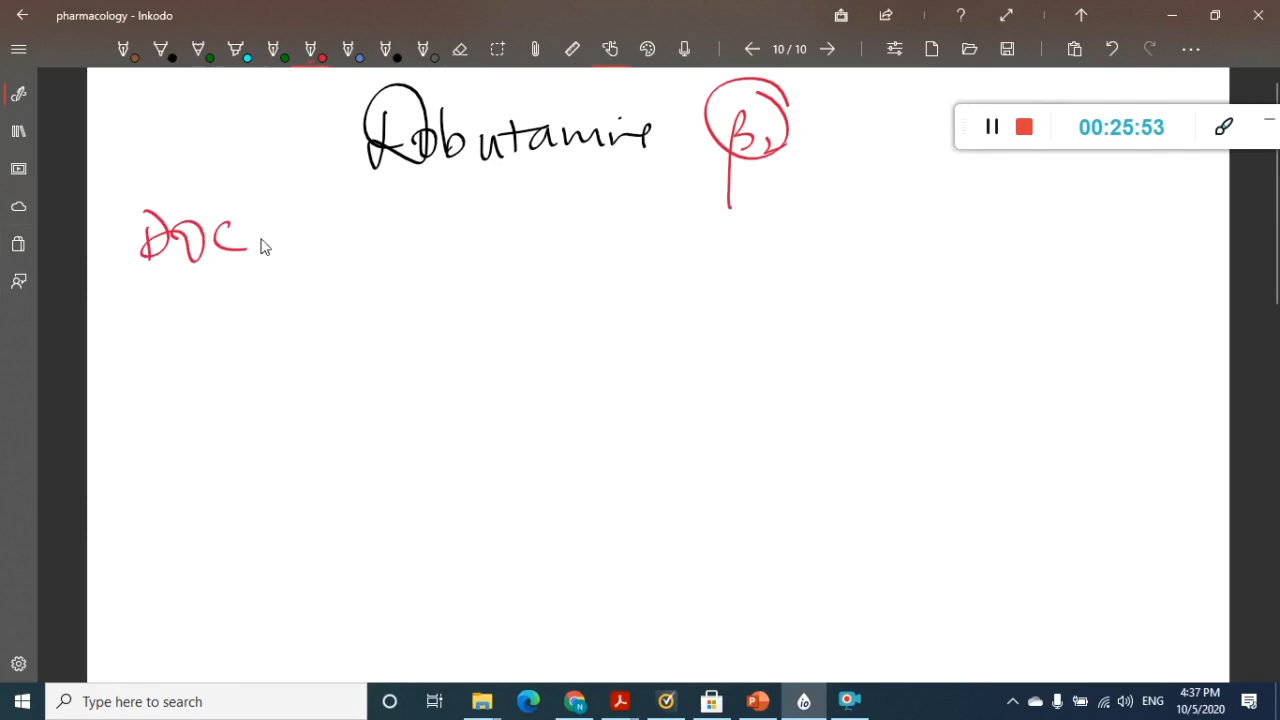 pharmacology - Inkodo
10 / 10
Dobutamine β2
00:25:53
DOC
Type here to search
ENG
4:37 PM
10/5/2020